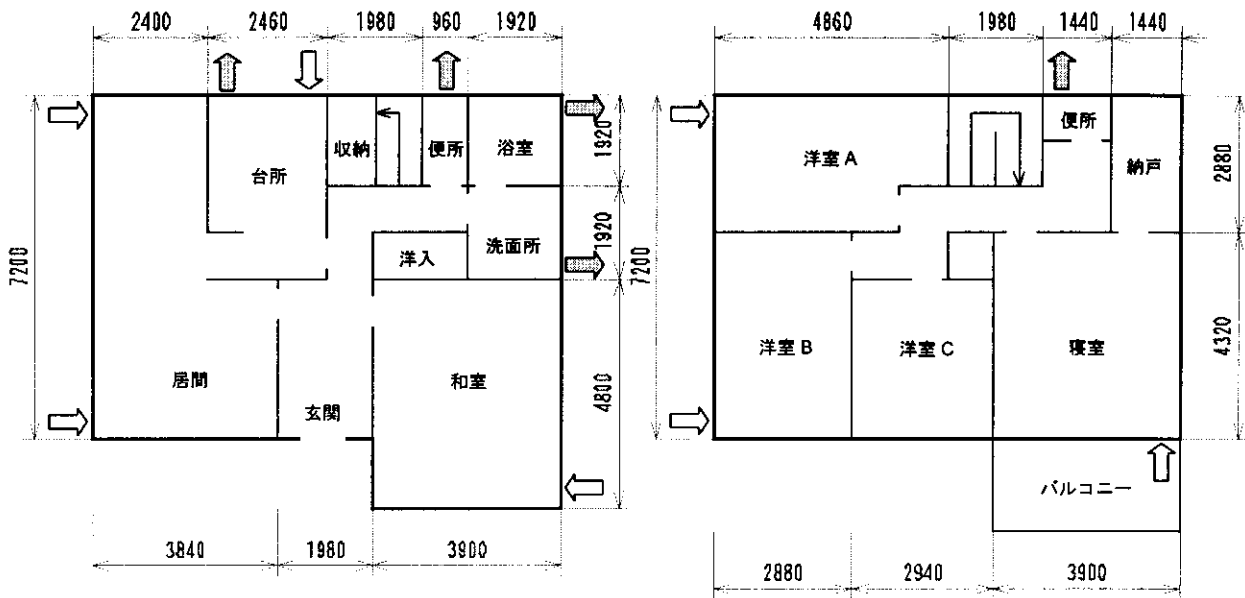 2400 2460 1980 960 1920
7200
収納
便所
浴室
台所
洋入
洗面所
居間
和室
玄関
1920
1920
4800
3840 1980 3900
4860 1980 1440 1440
7200
便所
洋室A
納戸
洋室B
洋室C
寝室
バルコニー
2880
4320
2880 2940 3900